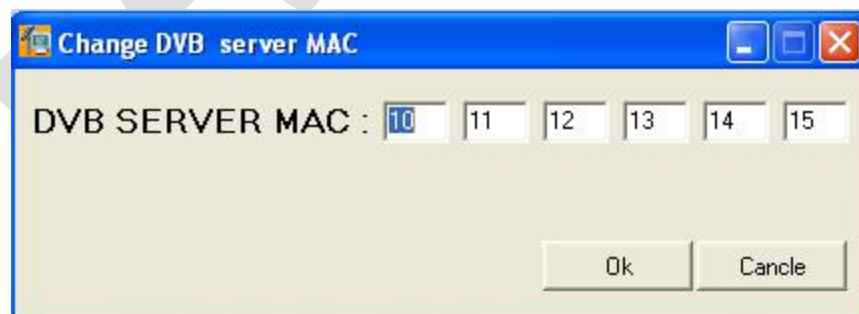 Change DVB server MAC
DVB SERVER MAC : 10 11 12 13 14 15
Ok Cancle